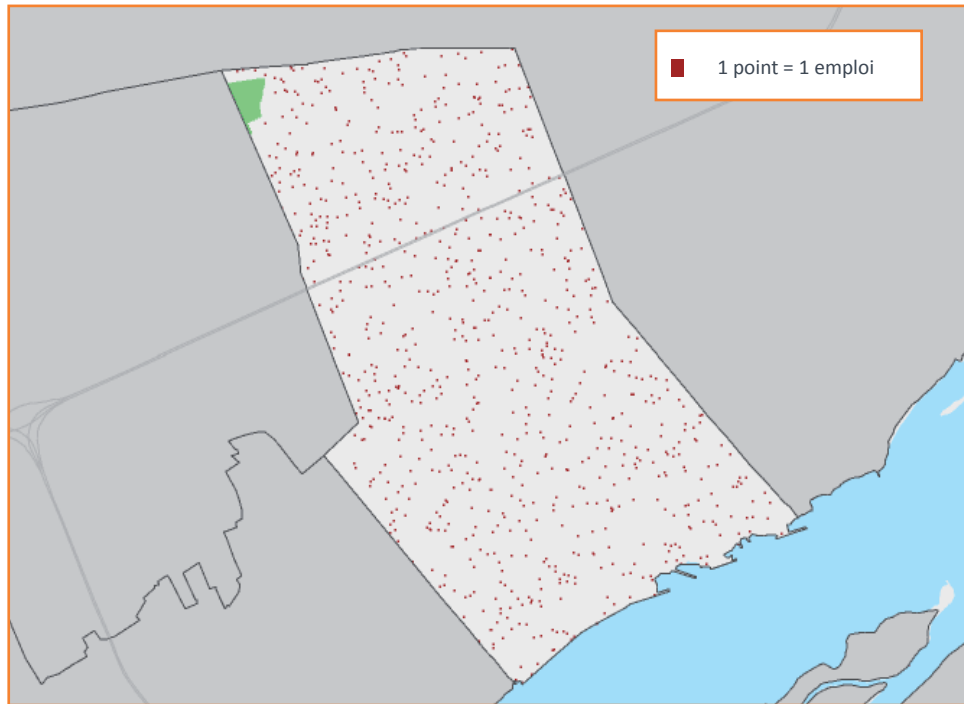 1 point = 1 emploi